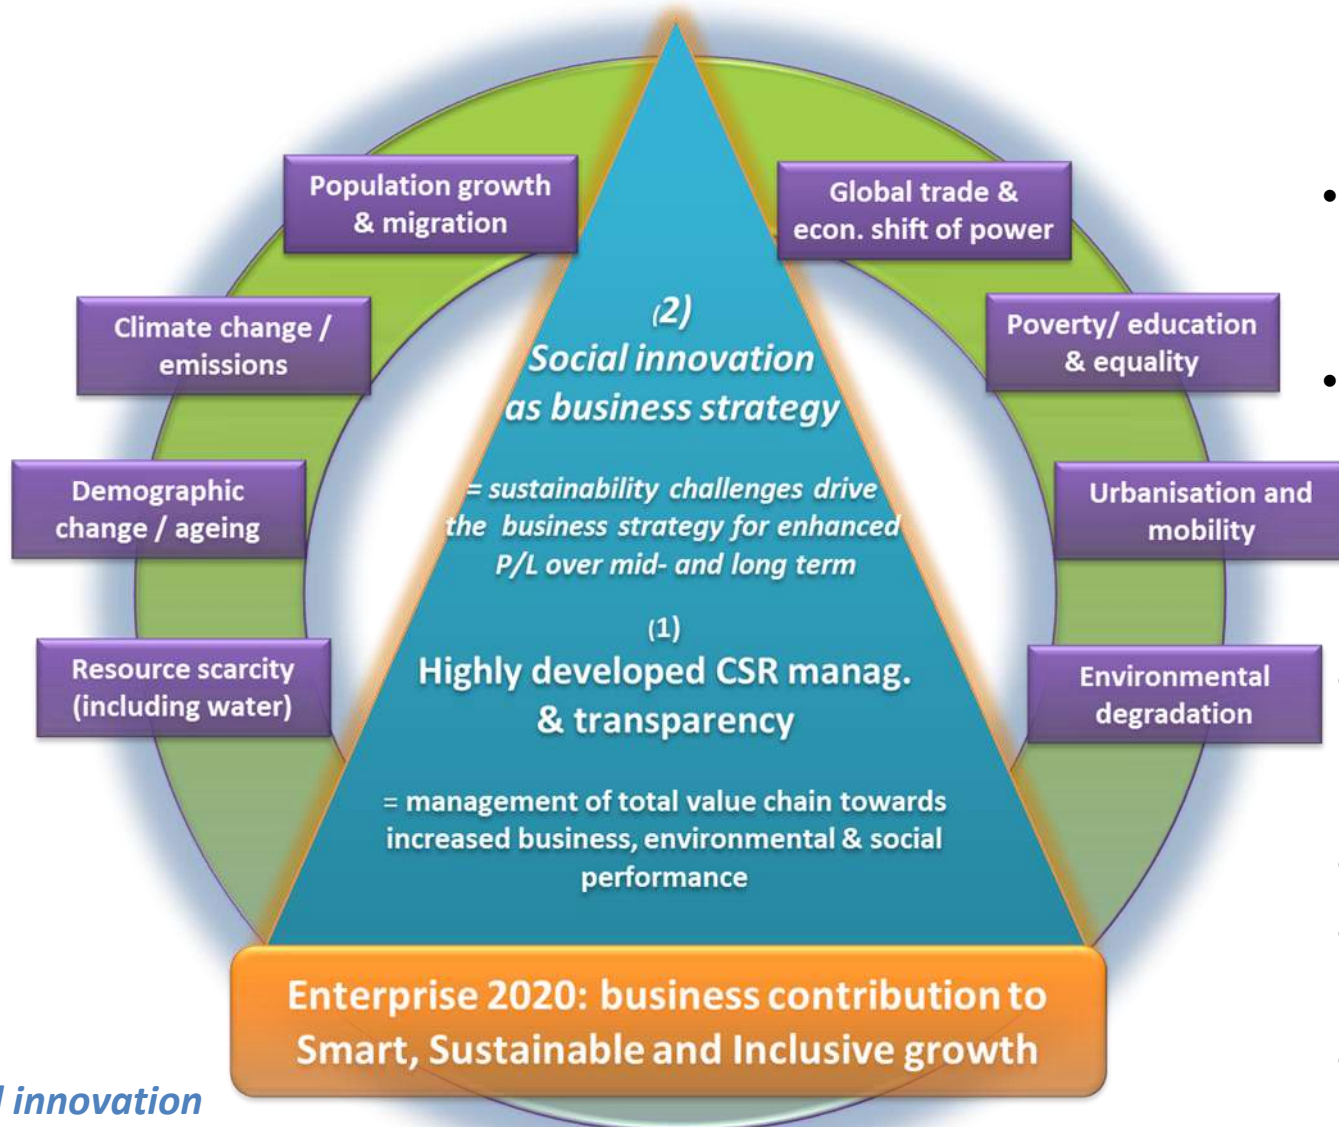 Population growth
& migration
Global trade &
econ. shift of power
Climate change /
emissions
Poverty/ education
& equality
Demographic
change / ageing
Urbanisation and
mobility
Resource scarcity
(including water)
Environmental
degradation
(2)
Social innovation
as business strategy
= sustainability challenges drive
the business strategy for enhanced
P/L over mid- and long term
(1)
Highly developed CSR manag.
& transparency
= management of total value chain towards
increased business, environmental & social
performance
Enterprise 2020: business contribution to
Smart, Sustainable and Inclusive growth
innovation